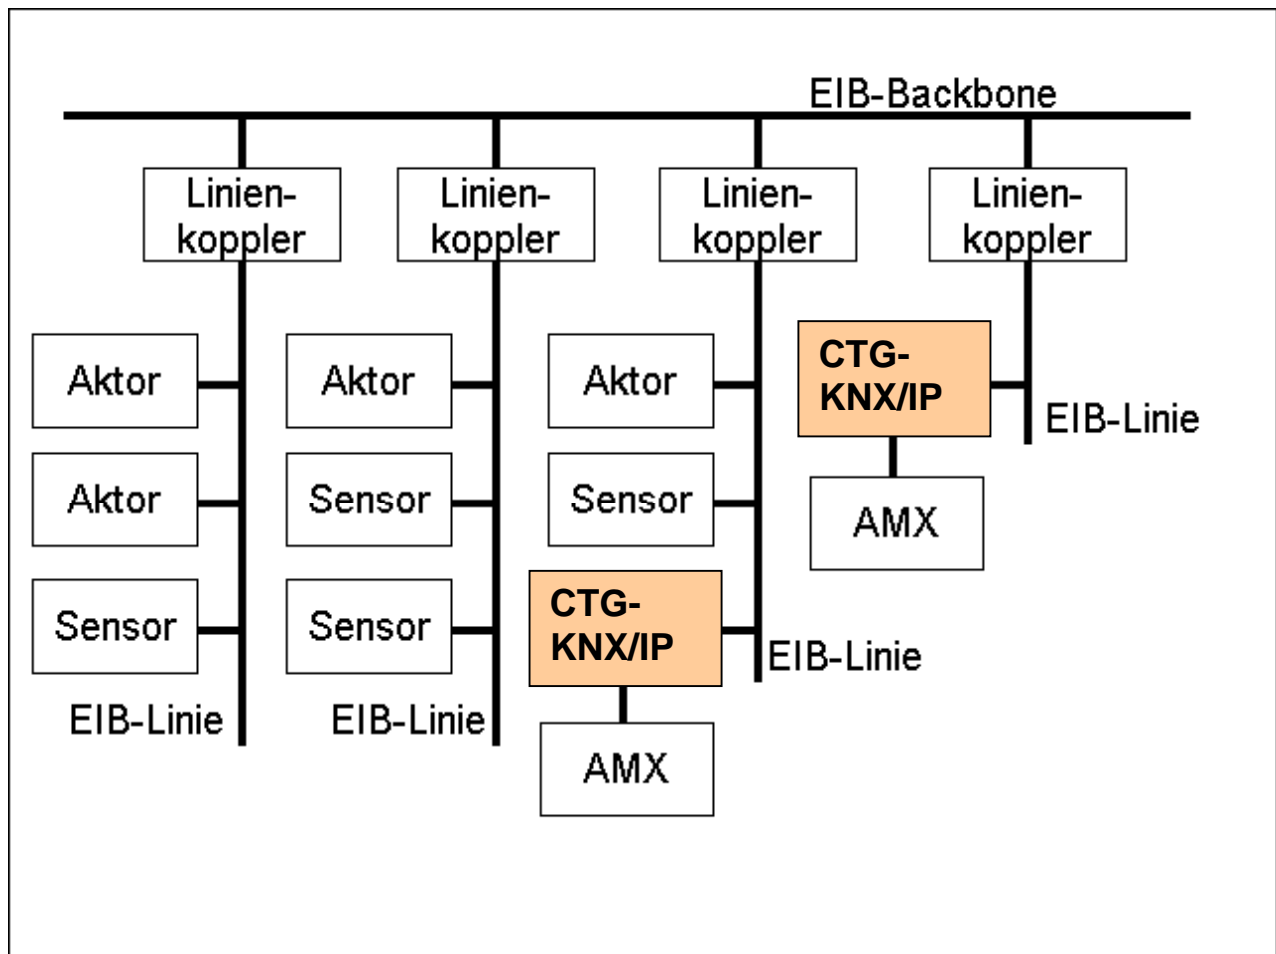 EIB-Backbone
Linien-
koppler
Linien-
koppler
Linien-
koppler
Linien-
koppler
Aktor
Aktor
Sensor
EIB-Linie
Aktor
Sensor
Sensor
EIB-Linie
Aktor
Sensor
CTG-
KNX/IP
EIB-Linie
AMX
CTG-
KNX/IP
EIB-Linie
AMX